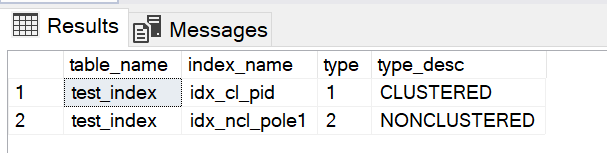 Results Messages
table_name index_name type type_desc
1 test_index idx_cl_pid 1 CLUSTERED
2 test_index idx_ncl_pole1 2 NONCLUSTERED